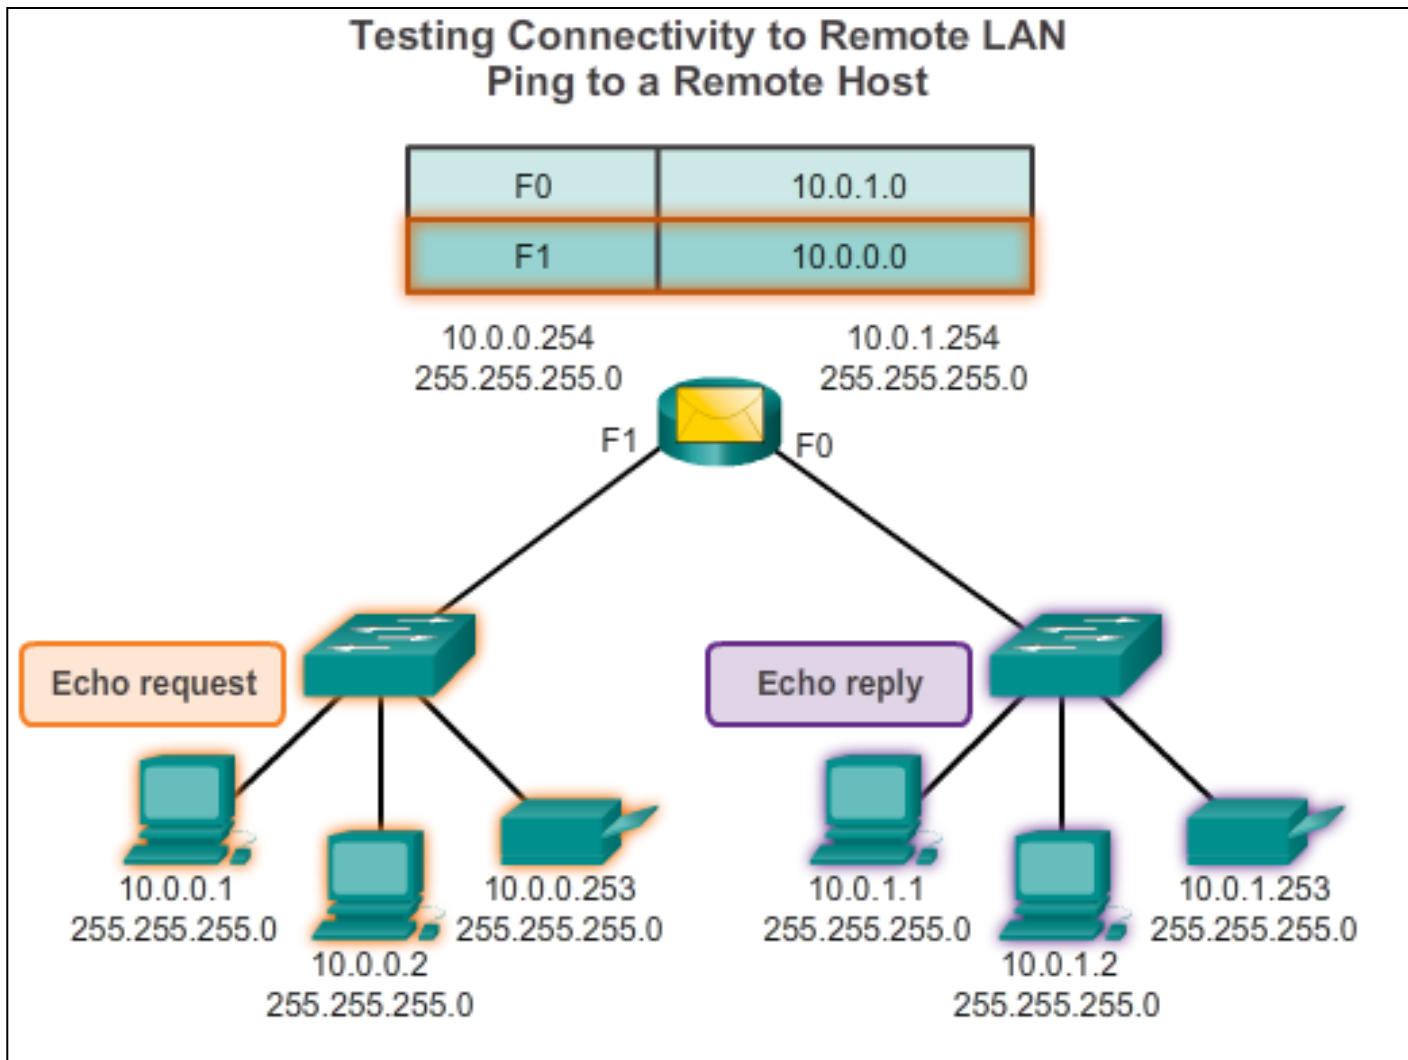 Testing Connectivity to Remote LAN
Ping to a Remote Host
F0 10.0.1.0
F1 10.0.0.0
10.0.0.254 10.0.1.254
255.255.255.0 255.255.255.0
F1 F0
Echo request Echo reply
10.0.0.1 10.0.0.253 10.0.1.1 10.0.1.253
255.255.255.0 255.255.255.0 255.255.255.0 255.255.255.0
10.0.0.2 10.0.1.2
255.255.255.0 255.255.255.0